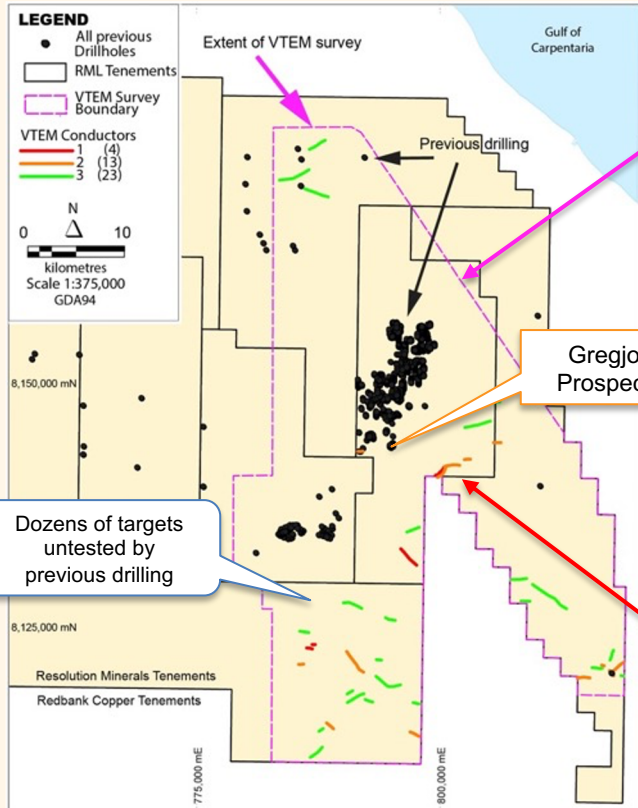 LEGEND
All previous
Drillholes
RML Tenements
VTEM Survey
Boundary
VTEM Conductors
1 (4)
2 (13)
3 (23)
N
0 10
kilometres
Scale 1:375,000
GDA94
Extent of VTEM survey
Gulf of
Carpentaria
Previous drilling
8,150,000 mN
Gregjo
Prospec
Dozens of targets
untested by
previous drilling
8,125,000 mN
Resolution Minerals Tenements
Redbank Copper Tenements
775,000 mE
800,000 mE